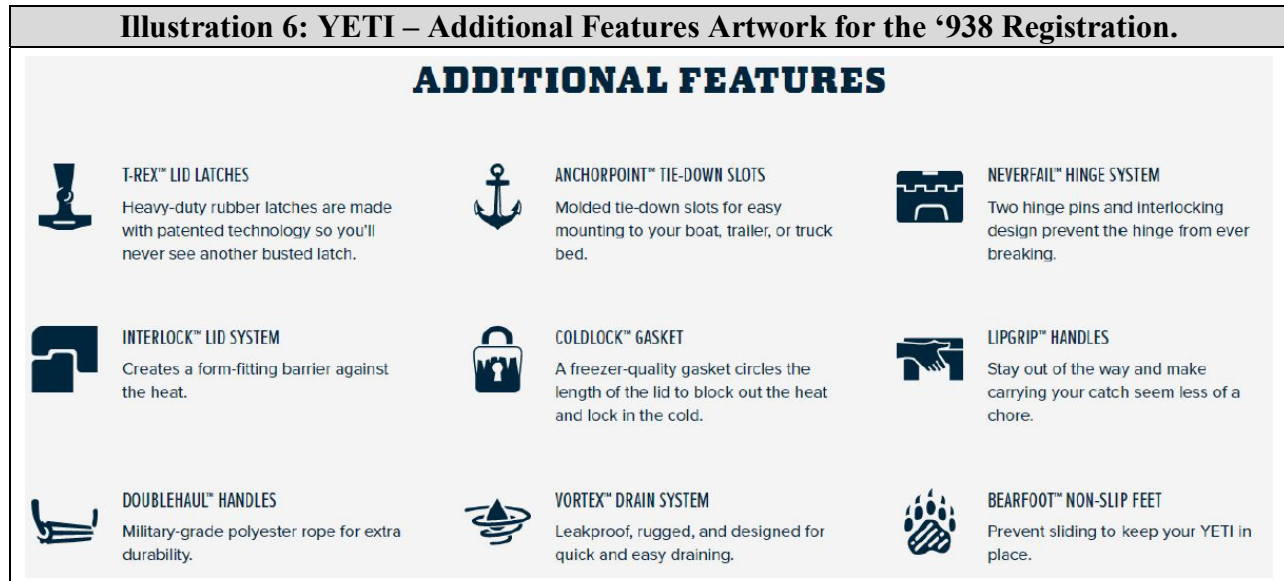 Illustration 6: YETI – Additional Features Artwork for the ‘938 Registration.
ADDITIONAL FEATURES
T-REX™ LID LATCHES
Heavy-duty rubber latches are made
with patented technology so you'll
never see another busted latch.
ANCHORPOINT™ TIE-DOWN SLOTS
Molded tie-down slots for easy
mounting to your boat, trailer, or truck
bed.
NEVERFAIL™ HINGE SYSTEM
Two hinge pins and interlocking
design prevent the hinge from ever
breaking.
INTERLOCK™ LID SYSTEM
Creates a form-fitting barrier against
the heat.
COLDLOCK™ GASKET
A freezer-quality gasket circles the
length of the lid to block out the heat
and lock in the cold.
LIPGRIP™ HANDLES
Stay out of the way and make
carrying your catch seem less of a
chore.
DOUBLEHAUL™ HANDLES
Military-grade polyester rope for extra
durability.
VORTEX™ DRAIN SYSTEM
Leakproof, rugged, and designed for
quick and easy draining.
BEARFOOT™ NON-SLIP FEET
Prevent sliding to keep your YETI in
place.